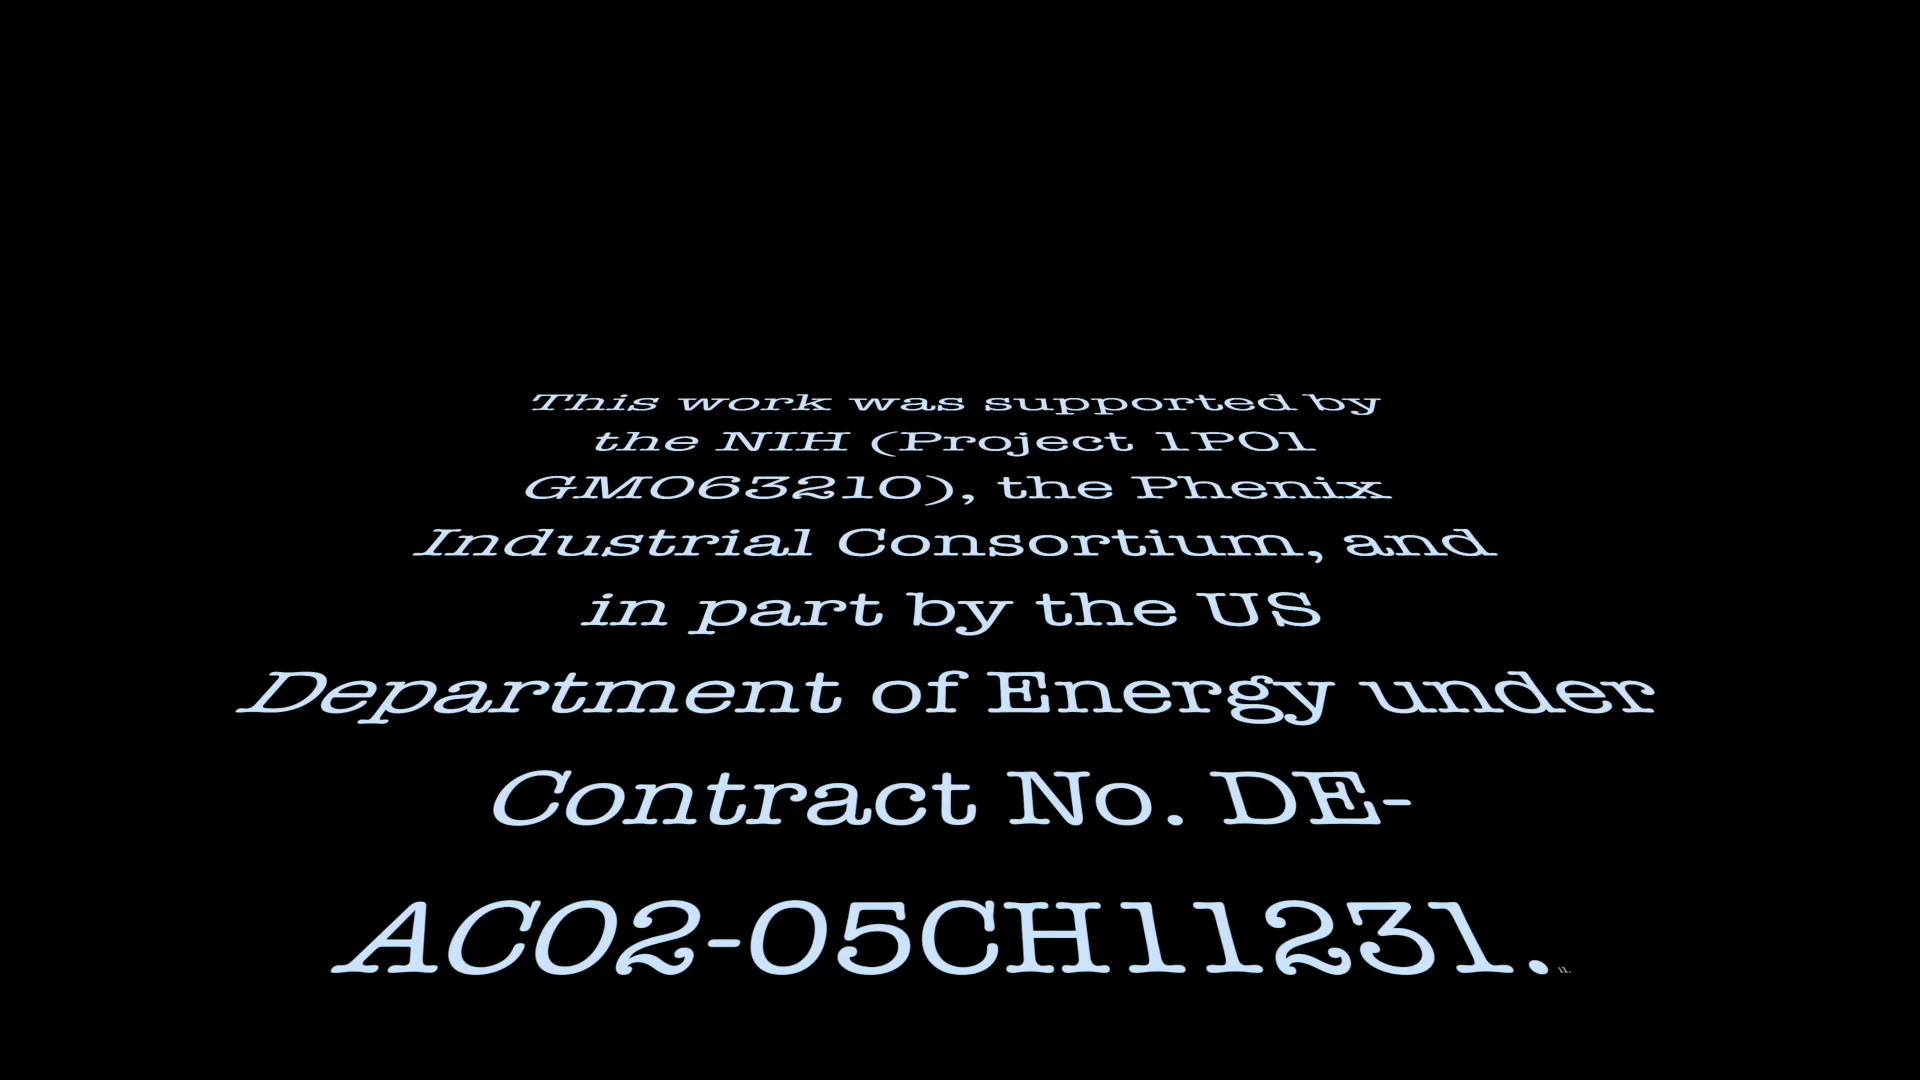 This work was supported by
the NIH (Project 1P01
GM063210), the Phenix
Industrial Consortium, and
in part by the US
Department of Energy under
Contract No. DE-
AC02-05CH11231.